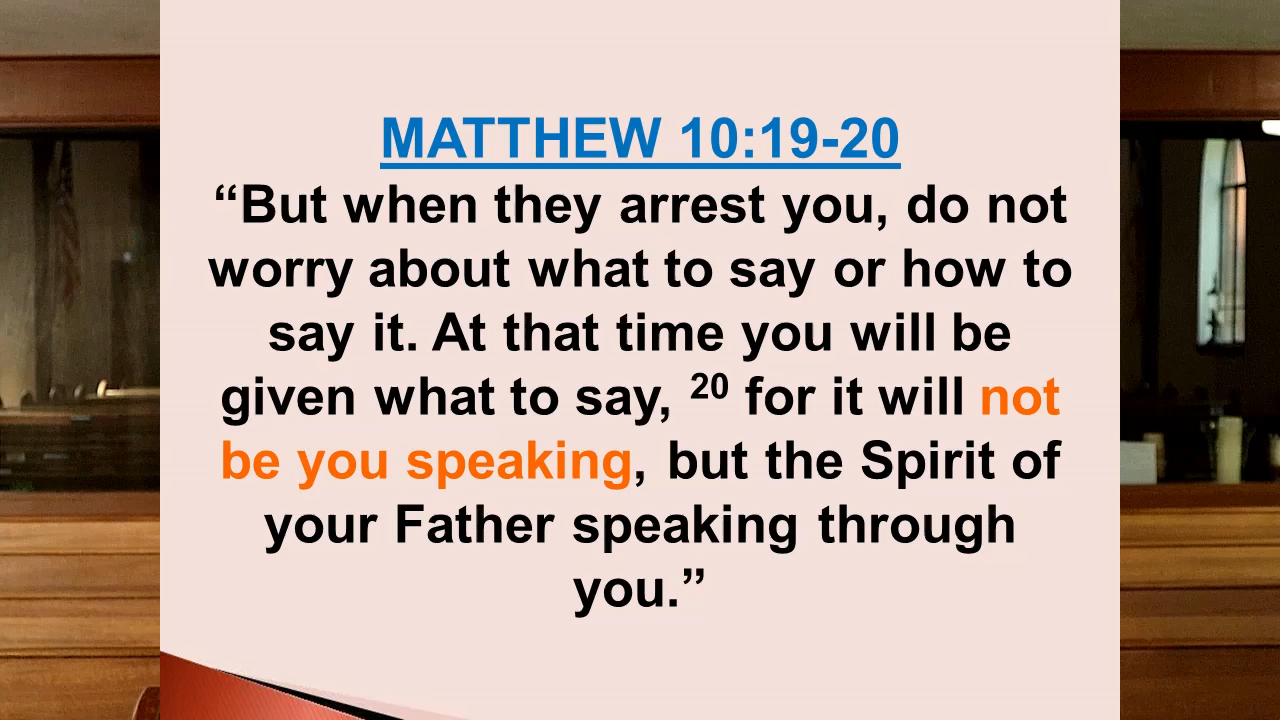 MATTHEW 10:19-20
“But when they arrest you, do not
worry about what to say or how to
say it. At that time you will be
given what to say, 20 for it will not
be you speaking, but the Spirit of
your Father speaking through
you.”